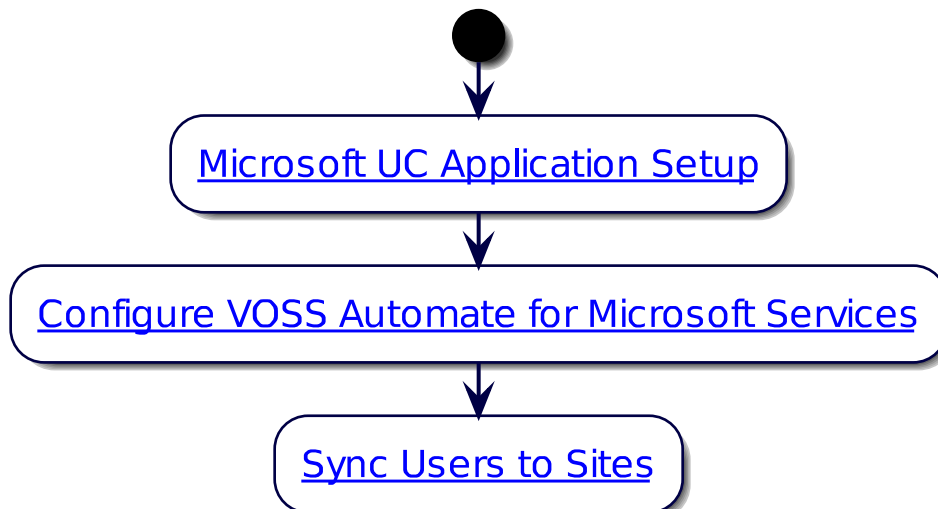 Microsoft UC Application Setup
Configure VOSS Automate for Microsoft Services
Sync Users to Sites